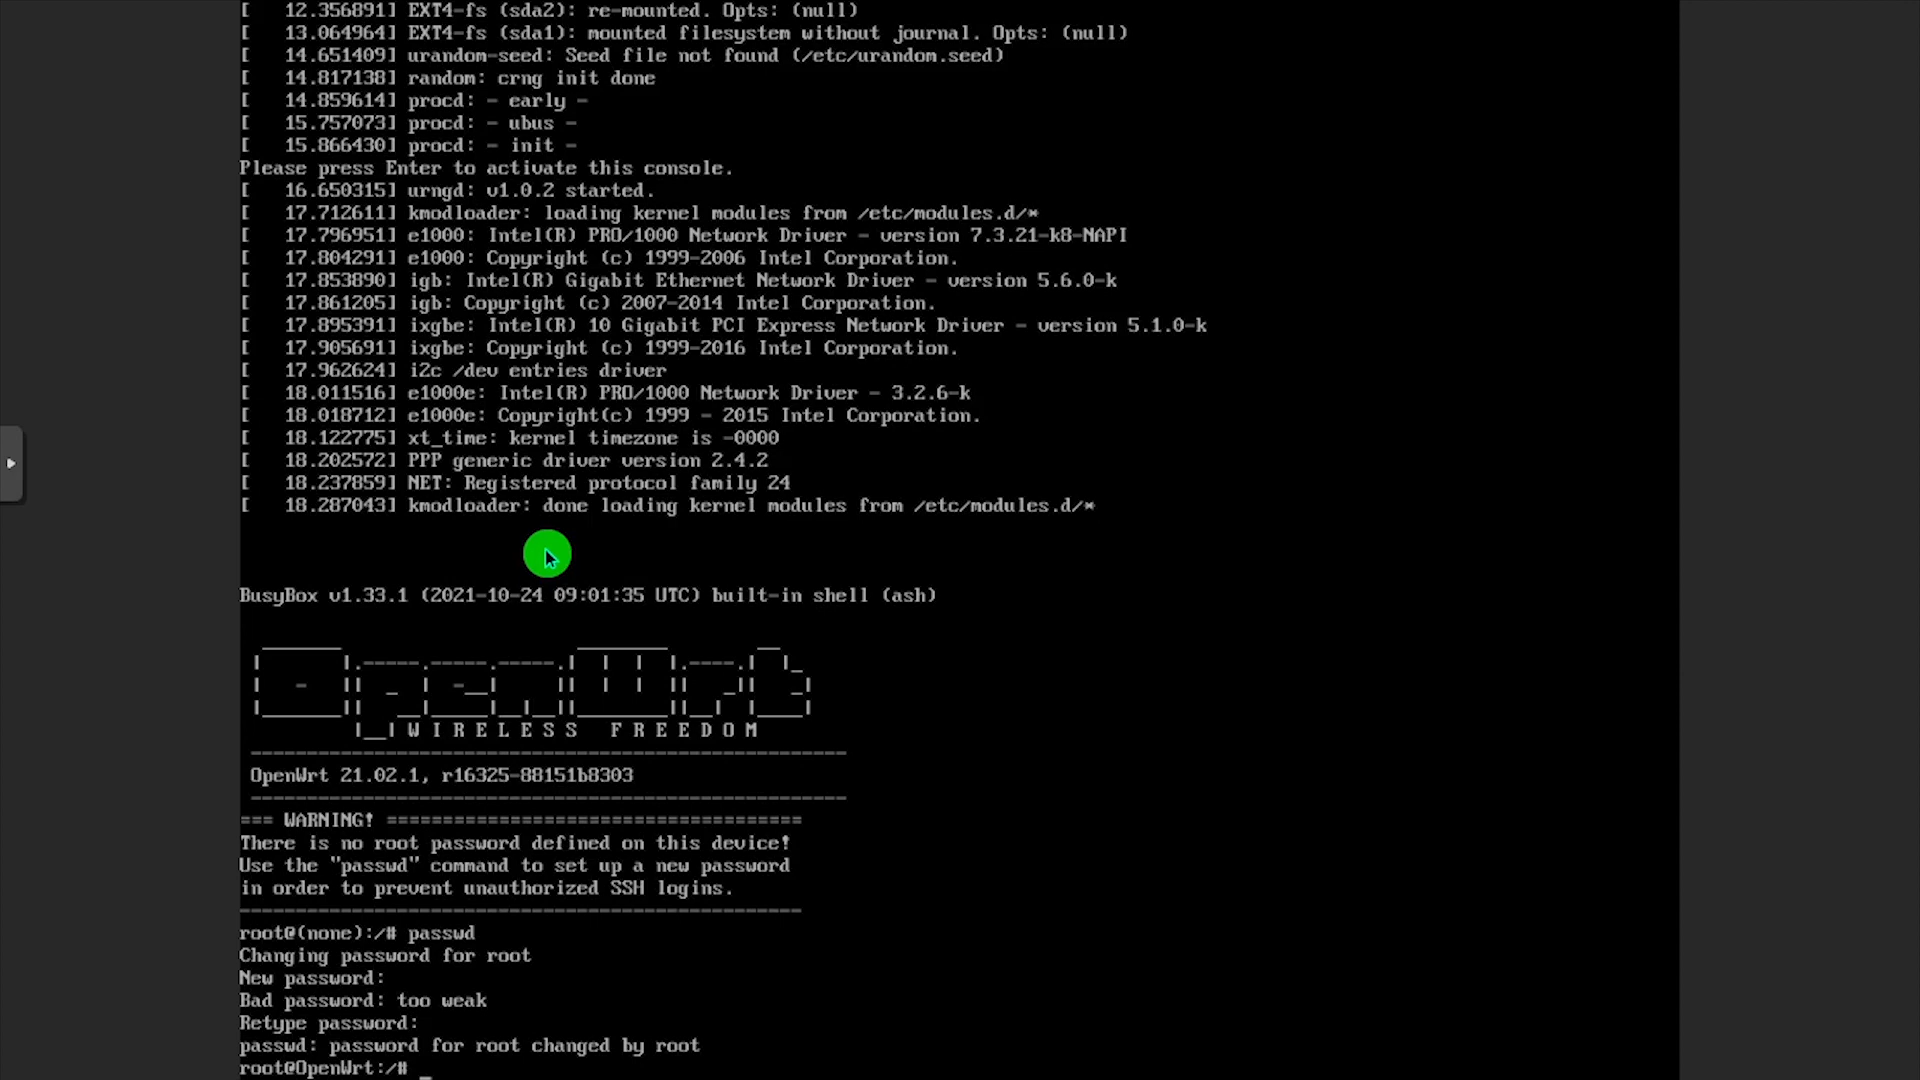 [   12.356891] EXT4-fs (sda2): re-mounted. Opts: (null)
[   13.064964] EXT4-fs (sda1): mounted filesystem without journal. Opts: (null)
[   14.651409] urandom-seed: Seed file not found (/etc/urandom.seed)
[   14.817138] random: crng init done
[   14.859614] procd: - early -
[   15.757073] procd: - ubus -
[   15.866430] procd: - init -
Please press Enter to activate this console.
[   16.650315] urngd: v1.0.2 started.
[   17.712611] kmodloader: loading kernel modules from /etc/modules.d/*
[   17.796951] e1000: Intel(R) PRO/1000 Network Driver - version 7.3.21-k8-NAPI
[   17.804291] e1000: Copyright (c) 1999-2006 Intel Corporation.
[   17.853890] igb: Intel(R) Gigabit Ethernet Network Driver - version 5.6.0-k
[   17.861205] igb: Copyright (c) 2007-2014 Intel Corporation.
[   17.895391] ixgbe: Intel(R) 10 Gigabit PCI Express Network Driver - version 5.1.0-k
[   17.905691] ixgbe: Copyright (c) 1999-2016 Intel Corporation.
[   17.962624] i2c /dev entries driver
[   18.011516] e1000e: Intel(R) PRO/1000 Network Driver - 3.2.6-k
[   18.018712] e1000e: Copyright(c) 1999 - 2015 Intel Corporation.
[   18.122775] xt_time: kernel timezone is -0000
[   18.202572] PPP generic driver version 2.4.2
[   18.237859] NET: Registered protocol family 24
[   18.287043] kmodloader: done loading kernel modules from /etc/modules.d/*
BusyBox v1.33.1 (2021-10-24 09:01:35 UTC) built-in shell (ash)
OpenWrt
W I R E L E S S   F R E E D O M
OpenWrt 21.02.1, r16325-88151b8303
=== WARNING! =====================================
There is no root password defined on this device!
Use the "passwd" command to set up a new password
in order to prevent unauthorized SSH logins.
root@(none):/# passwd
Changing password for root
New password:
Bad password: too weak
Retype password:
passwd: password for root changed by root
root@OpenWrt:/# _